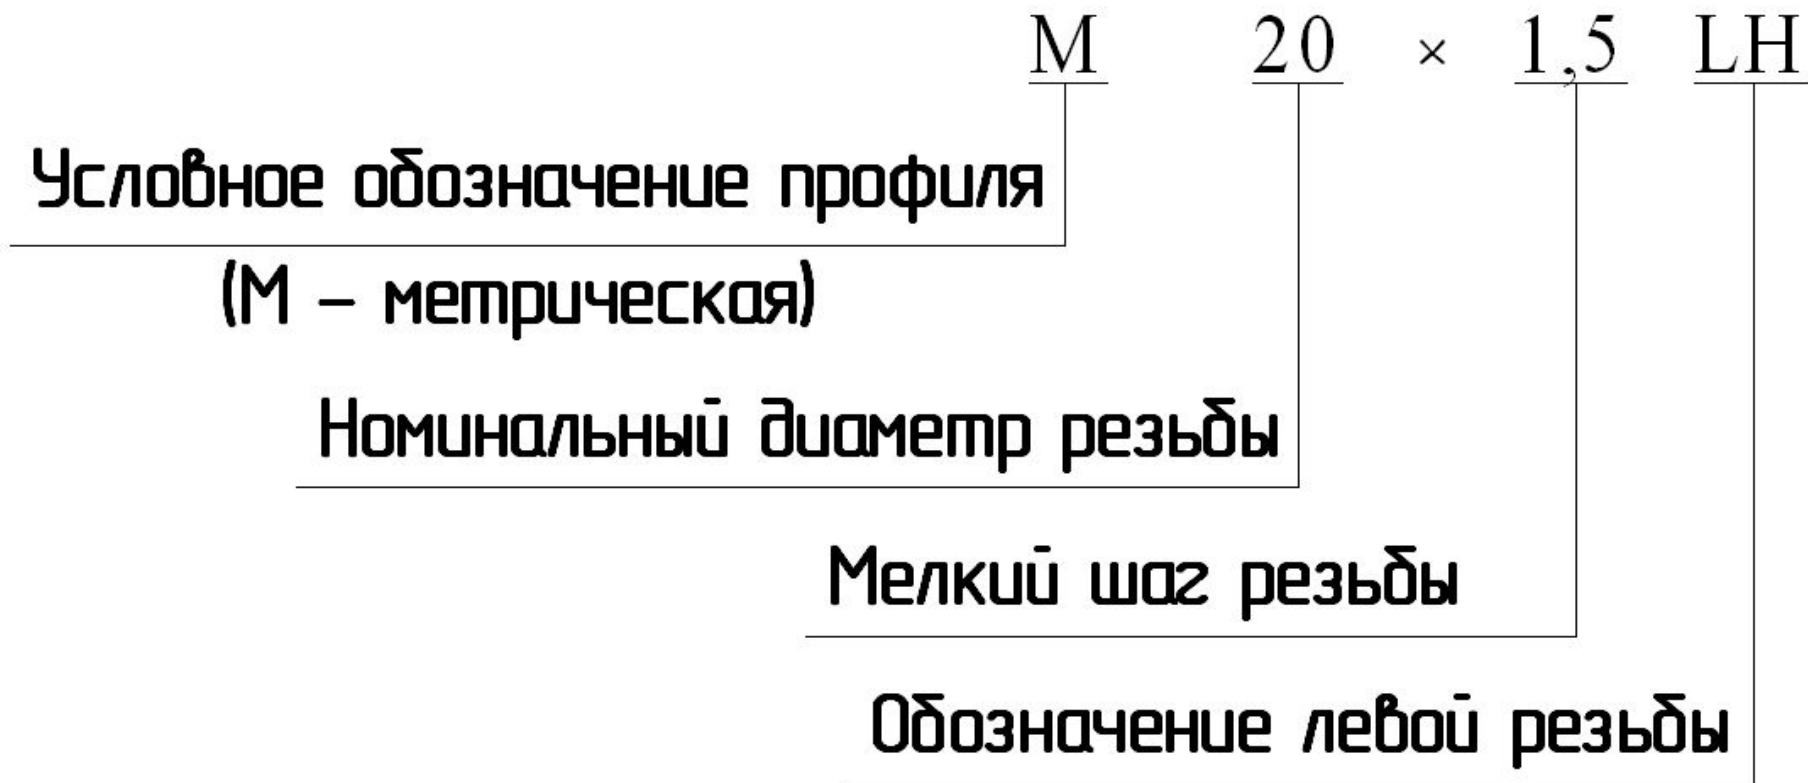 М 20 × 1,5 LH
Условное обозначение профиля
(М – метрическая)
Номинальный диаметр резьбы
Мелкий шаг резьбы
Обозначение левой резьбы